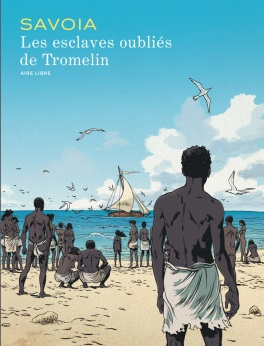 SAVOIA
Les esclaves oubliés
de Tromelin
AIRE LIBRE